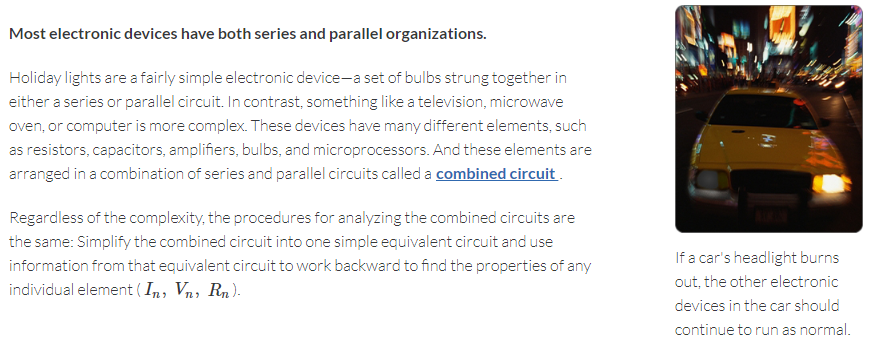 Most electronic devices have both series and parallel organizations.
Holiday lights are a fairly simple electronic device—a set of bulbs strung together in
either a series or parallel circuit. In contrast, something like a television, microwave
oven, or computer is more complex. These devices have many different elements, such
as resistors, capacitors, amplifiers, bulbs, and microprocessors. And these elements are
arranged in a combination of series and parallel circuits called a combined circuit .
Regardless of the complexity, the procedures for analyzing the combined circuits are
the same: Simplify the combined circuit into one simple equivalent circuit and use
information from that equivalent circuit to work backward to find the properties of any
individual element ( Iₙ, Vₙ, Rₙ ).
If a car's headlight burns
out, the other electronic
devices in the car should
continue to run as normal.